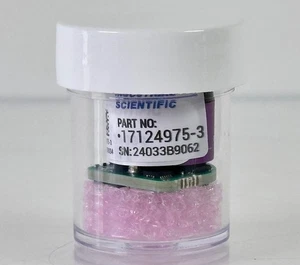 SCIENTIFIC
PART NO:
17124975-3
SN:24033B9062